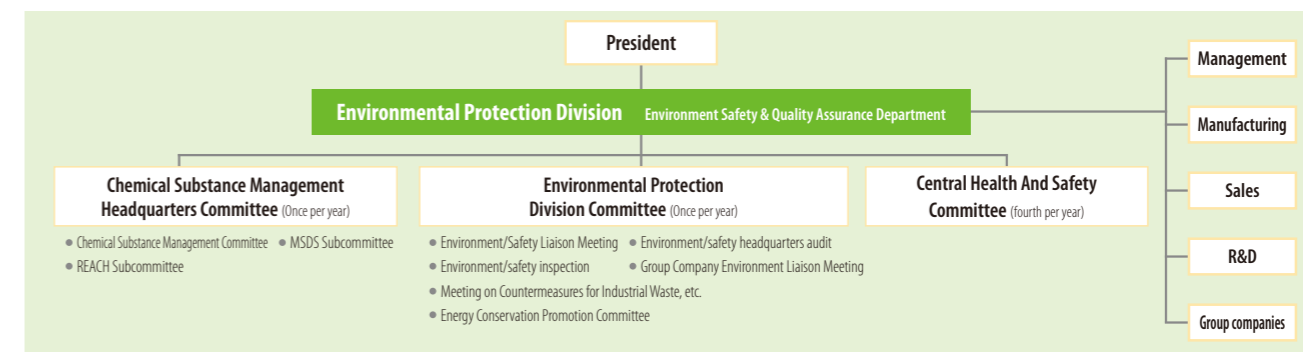 President
Environmental Protection Division Environment Safety & Quality Assurance Department
Chemical Substance Management
Headquarters Committee (Once per year)
● Chemical Substance Management Committee ● MSDS Subcommittee
● REACH Subcommittee
Environmental Protection
Division Committee (Once per year)
● Environment/Safety Liaison Meeting ● Environment/safety headquarters audit
● Environment/safety inspection ● Group Company Environment Liaison Meeting
● Meeting on Countermeasures for Industrial Waste, etc.
● Energy Conservation Promotion Committee
Central Health And Safety
Committee (fourth per year)
Management
Manufacturing
Sales
R&D
Group companies